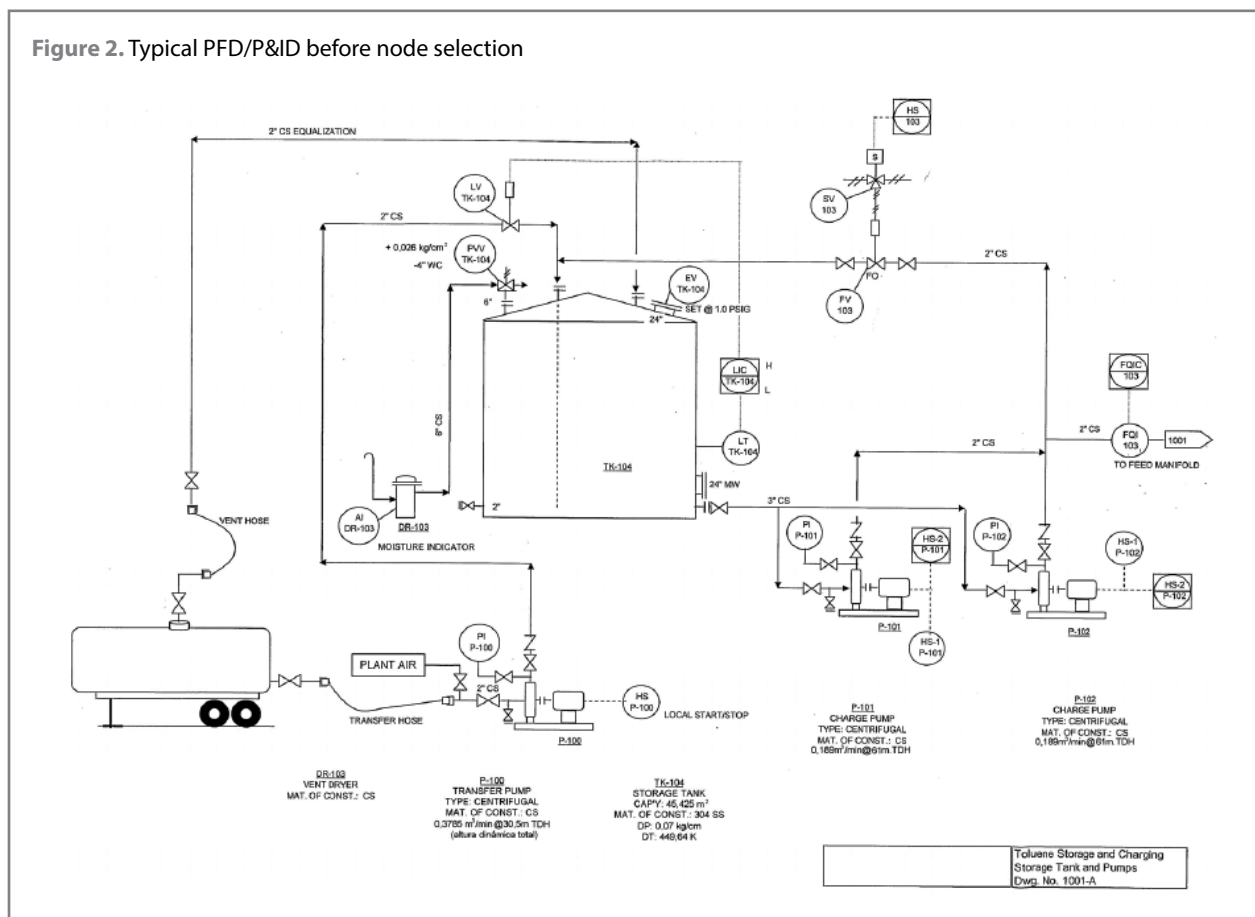 Figure 2. Typical PFD/P&ID before node selection
2" CS EQUALIZATION
HS
103
S
SV
103
LV
TK-104
2" CS
+ 0,026 kg/cm²
-4" WC
PVV
TK-104
6"
EV
TK-104
SET @ 1.0 PSIG
24"
2" CS
FO
FV
103
LIC
TK-104
H
L
FQIC
103
6" CS
LT
TK-104
2" CS
FQI
103
1001
TO FEED MANIFOLD
2" CS
TK-104
24" MW
3" CS
2"
AI
DR-103
DR-103
MOISTURE INDICATOR
VENT HOSE
PI
P-101
HS-2
P-101
PI
P-102
HS-1
P-102
HS-2
P-102
P-101
P-102
HS-1
P-101
PI
P-100
PLANT AIR
2" CS
TRANSFER HOSE
HS
P-100
LOCAL START/STOP
P-100
P-101
CHARGE PUMP
TYPE: CENTRIFUGAL
MAT. OF CONST.: CS
0,189m³/min@61m.TDH
P-102
CHARGE PUMP
TYPE: CENTRIFUGAL
MAT. OF CONST.: CS
0,189m³/min@61m.TDH
DR-103
VENT DRYER
MAT. OF CONST.: CS
P-100
TRANSFER PUMP
TYPE: CENTRIFUGAL
MAT. OF CONST.: CS
0,3785 m³/min @30,5m TDH
(altura dinámica total)
TK-104
STORAGE TANK
CAP'Y: 45,425 m³
MAT. OF CONST.: 304 SS
DP: 0,07 kg/cm
DT: 449,64 K
Toluene Storage and Charging
Storage Tank and Pumps
Dwg. No. 1001-A